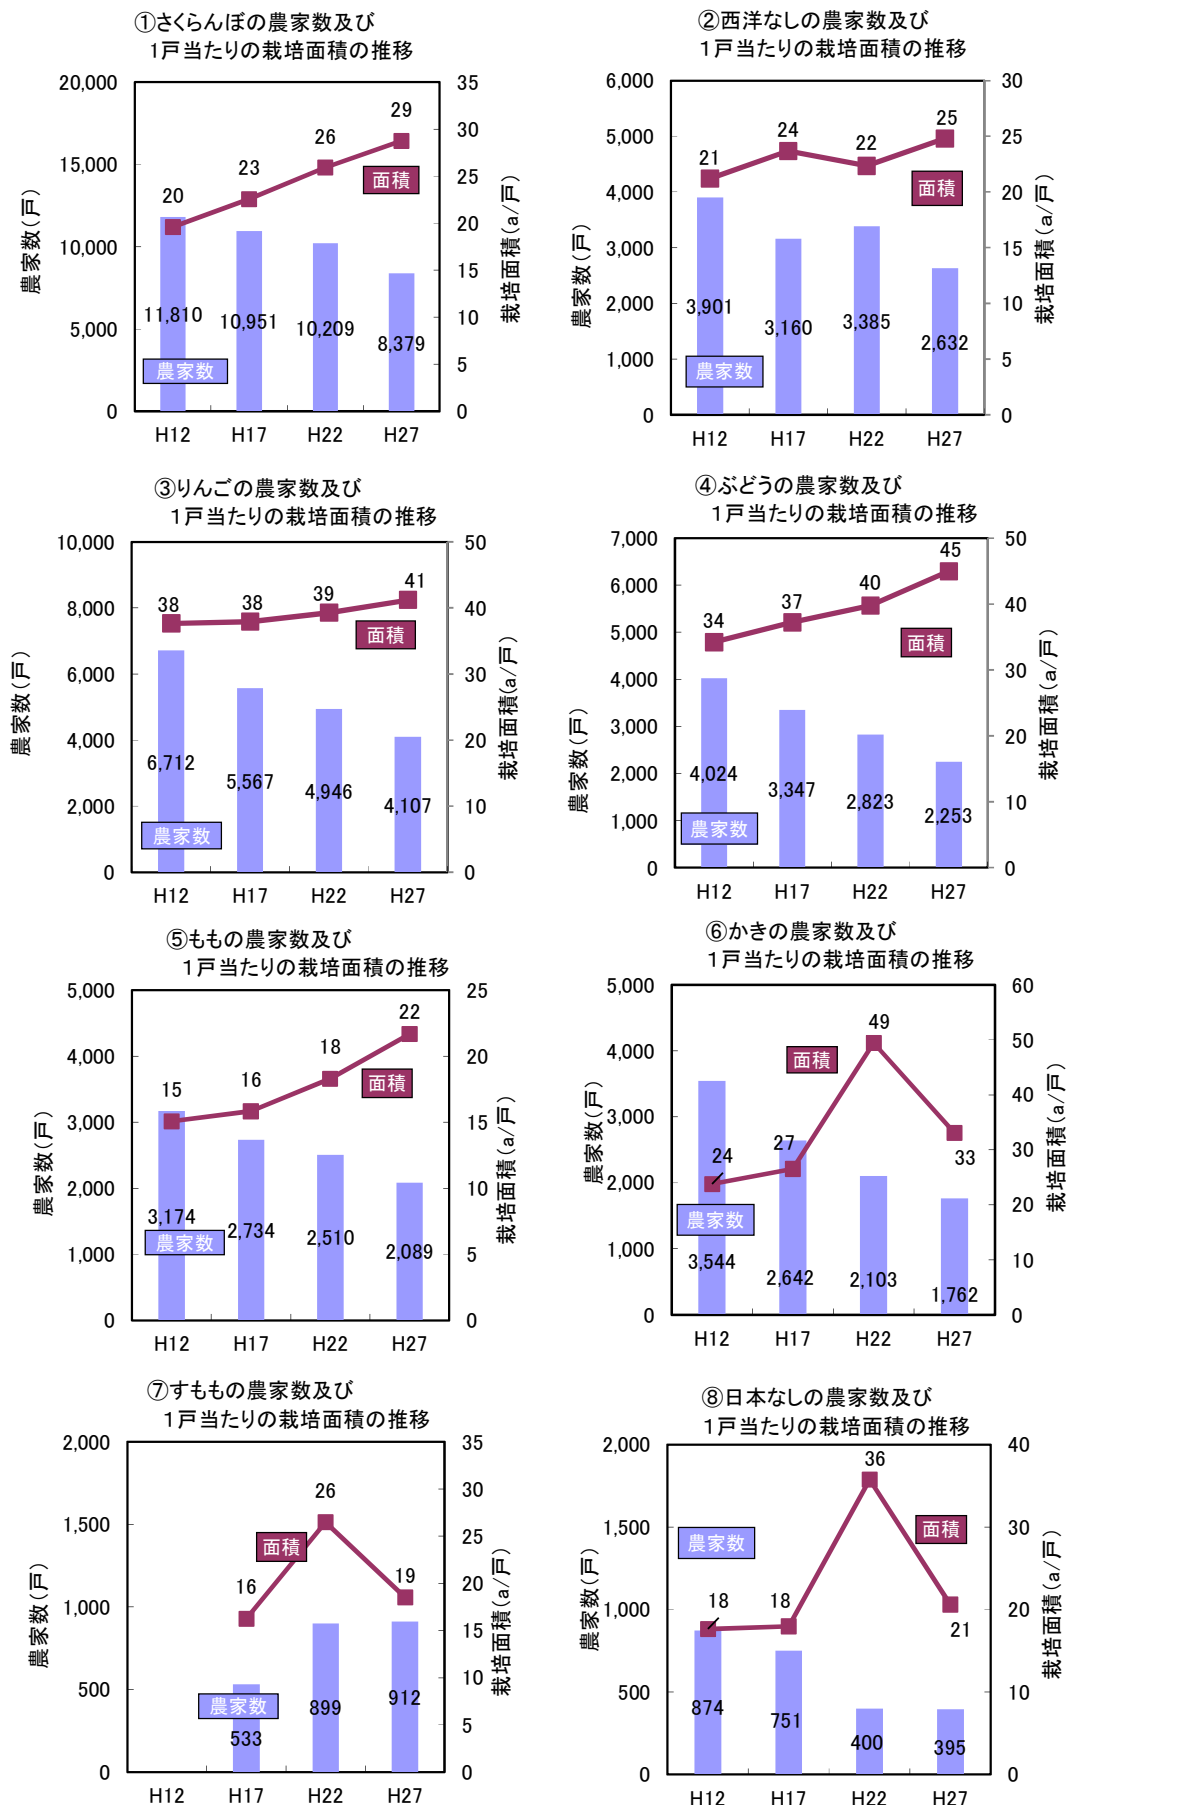 ①さくらんぼの農家数及び
1戸当たりの栽培面積の推移
20,000
15,000
10,000
5,000
0
35
30
25
20
15
10
5
0
農家数(戸)
栽培面積(a/戸)
20
23
26
29
面積
11,810
10,951
10,209
8,379
農家数
H12
H17
H22
H27
②西洋なしの農家数及び
1戸当たりの栽培面積の推移
6,000
5,000
4,000
3,000
2,000
1,000
0
30
25
20
15
10
5
0
農家数(戸)
栽培面積(a/戸)
21
24
22
25
面積
3,901
3,160
3,385
2,632
農家数
H12
H17
H22
H27
③りんごの農家数及び
1戸当たりの栽培面積の推移
10,000
8,000
6,000
4,000
2,000
0
50
40
30
20
10
0
農家数(戸)
栽培面積(a/戸)
38
38
39
41
面積
6,712
5,567
4,946
4,107
農家数
H12
H17
H22
H27
④ぶどうの農家数及び
1戸当たりの栽培面積の推移
7,000
6,000
5,000
4,000
3,000
2,000
1,000
0
50
40
30
20
10
0
農家数(戸)
栽培面積(a/戸)
34
37
40
45
面積
4,024
3,347
2,823
2,253
農家数
H12
H17
H22
H27
⑤ももの農家数及び
1戸当たりの栽培面積の推移
5,000
4,000
3,000
2,000
1,000
0
25
20
15
10
5
0
農家数(戸)
栽培面積(a/戸)
15
16
18
22
面積
3,174
2,734
2,510
2,089
農家数
H12
H17
H22
H27
⑥かきの農家数及び
1戸当たりの栽培面積の推移
5,000
4,000
3,000
2,000
1,000
0
60
50
40
30
20
10
0
農家数(戸)
栽培面積(a/戸)
24
27
49
33
面積
農家数
3,544
2,642
2,103
1,762
H12
H17
H22
H27
⑦すももの農家数及び
1戸当たりの栽培面積の推移
2,000
1,500
1,000
500
0
35
30
25
20
15
10
5
0
農家数(戸)
栽培面積(a/戸)
16
26
19
面積
農家数
533
899
912
H12
H17
H22
H27
⑧日本なしの農家数及び
1戸当たりの栽培面積の推移
2,000
1,500
1,000
500
0
40
30
20
10
0
農家数(戸)
栽培面積(a/戸)
18
18
36
21
面積
農家数
874
751
400
395
H12
H17
H22
H27